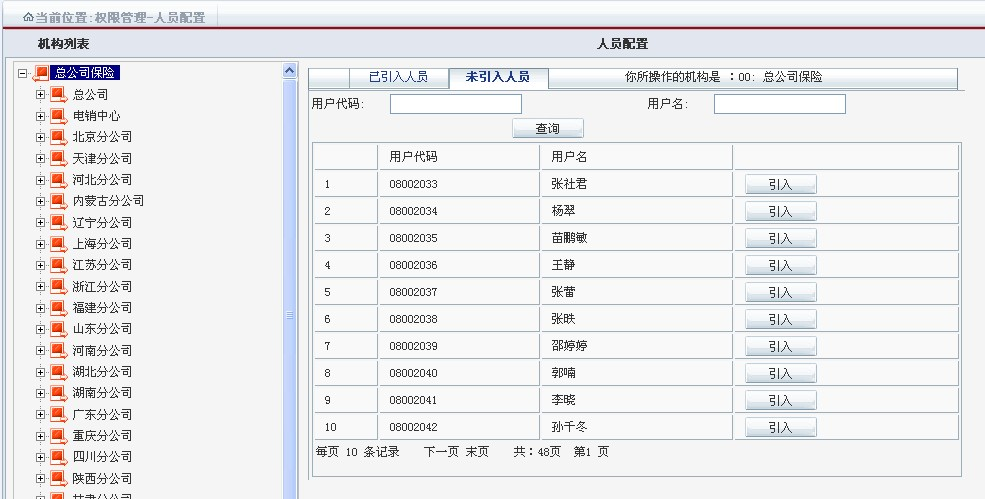 当前位置:权限管理-人员配置
机构列表
人员配置
总公司保险
总公司
电销中心
北京分公司
天津分公司
河北分公司
内蒙古分公司
辽宁分公司
上海分公司
江苏分公司
浙江分公司
福建分公司
山东分公司
河南分公司
湖北分公司
湖南分公司
广东分公司
重庆分公司
四川分公司
陕西分公司
甘肃分公司
已引入人员 未引入人员 你所操作的机构是 :00: 总公司保险
用户代码: 用户名:
查询
用户代码 用户名
1 08002033 张社君 引入
2 08002034 杨翠 引入
3 08002035 苗鹏敏 引入
4 08002036 王静 引入
5 08002037 张蕾 引入
6 08002038 张昳 引入
7 08002039 邵婷婷 引入
8 08002040 郭喃 引入
9 08002041 李晓 引入
10 08002042 孙千冬 引入
每页 10 条记录 下一页 末页 共:48页 第1 页